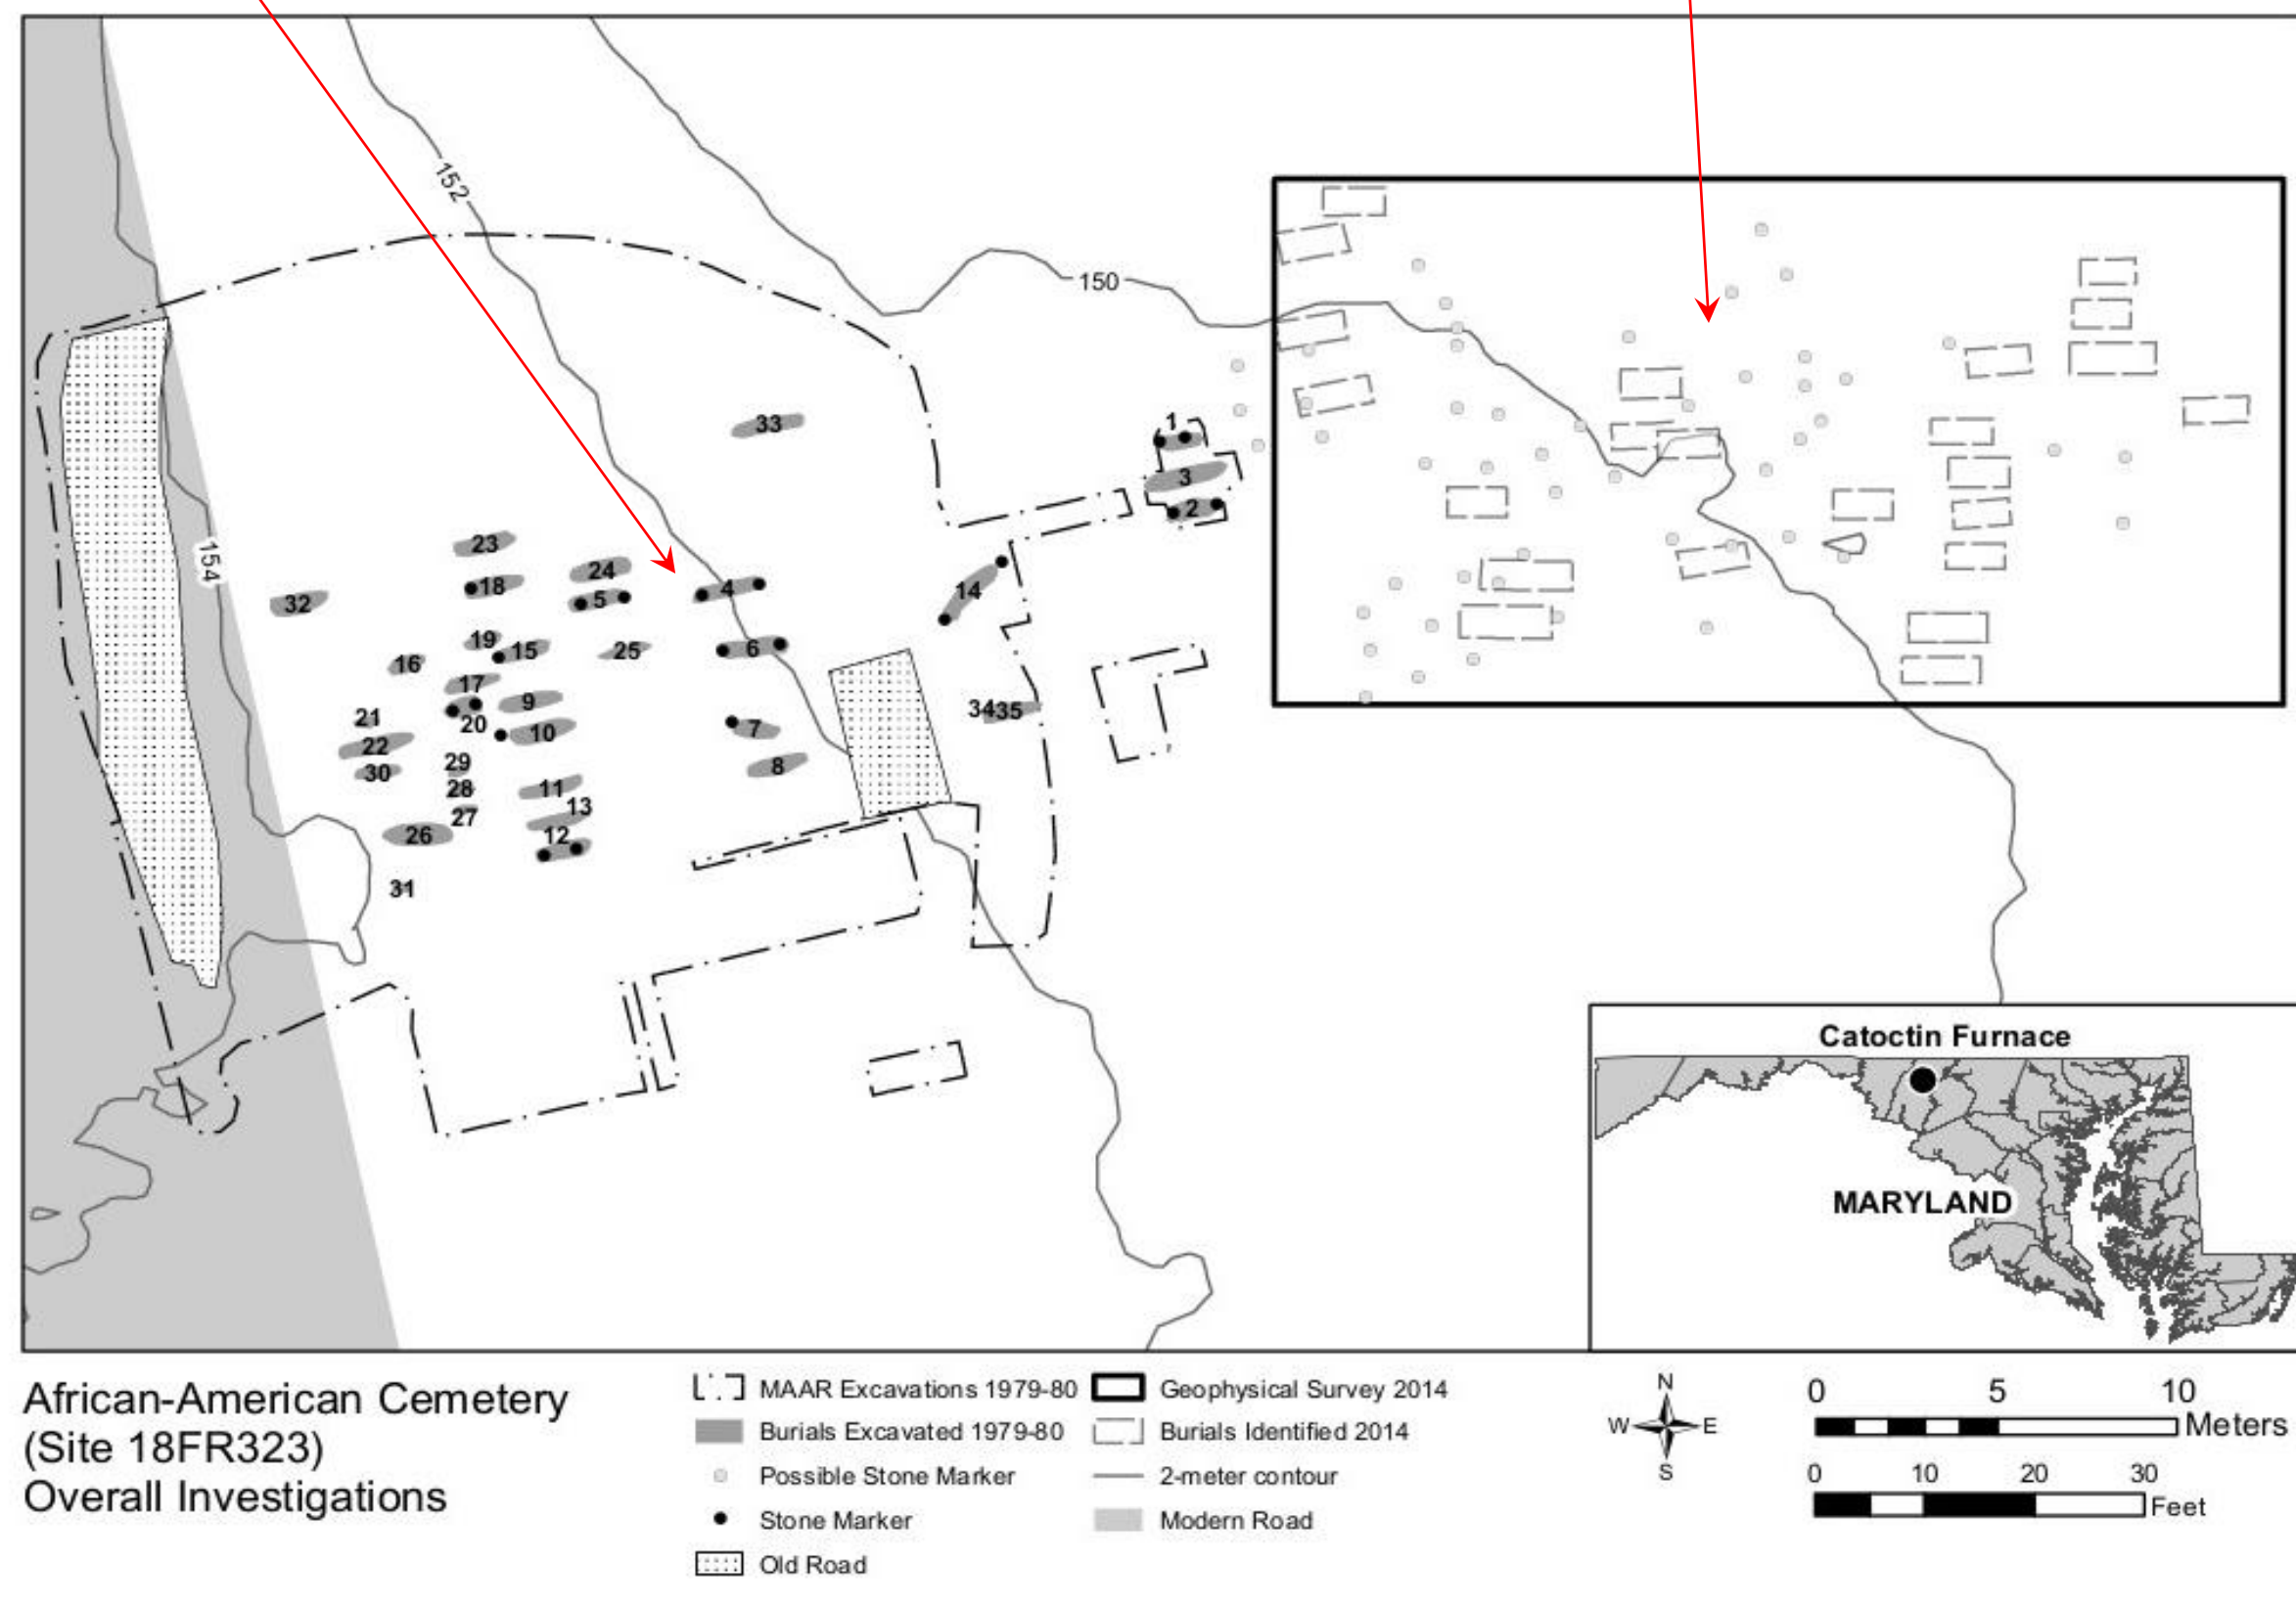 152
150
33
1
3
2
154
23
24
18
5
4
14
32
19
15
25
6
16
17
9
34 35
21
20
10
7
22
29
8
30
28
11
13
27
12
26
31
Catoctin Furnace
MARYLAND
African-American Cemetery
(Site 18FR323)
Overall Investigations
MAAR Excavations 1979-80
Burials Excavated 1979-80
Possible Stone Marker
Stone Marker
Old Road
Geophysical Survey 2014
Burials Identified 2014
2-meter contour
Modern Road
N
W E
S
0 5 10
Meters
0 10 20 30
Feet